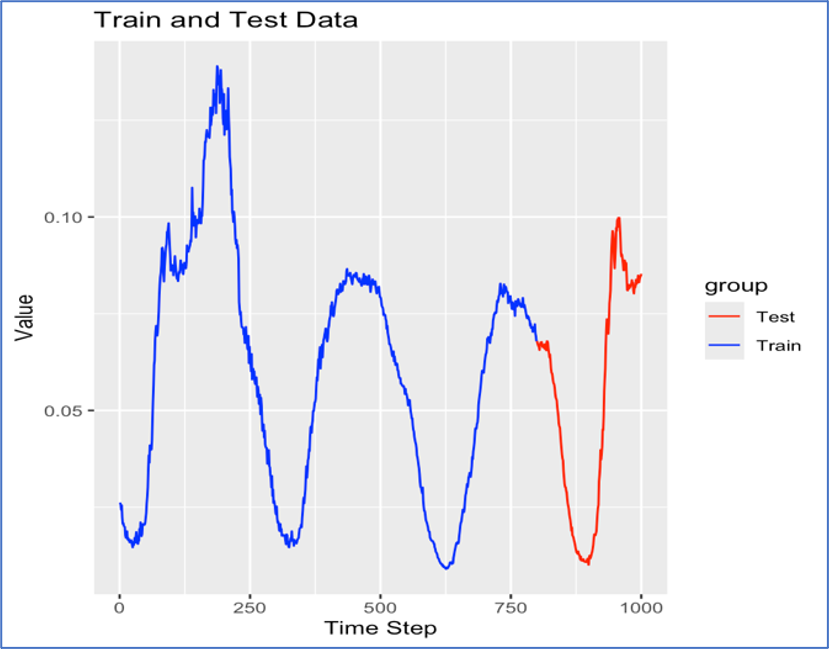 Train and Test Data
Value
0.10
0.05
0
250
500
750
1000
Time Step
group
Test
Train